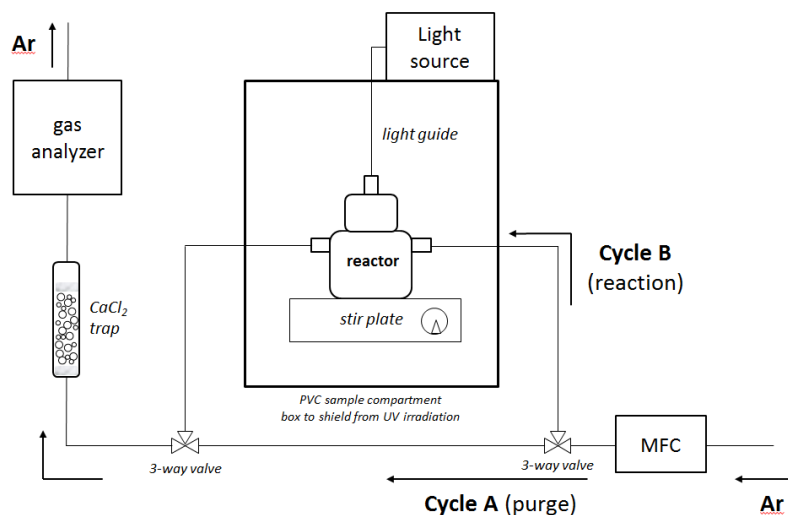 Light
source
Ar
gas
analyzer
light guide
reactor
Cycle B
(reaction)
CaCl₂
trap
stir plate
PVC sample compartment
box to shield from UV irradiation
MFC
3-way valve
3-way valve
Cycle A (purge)
Ar